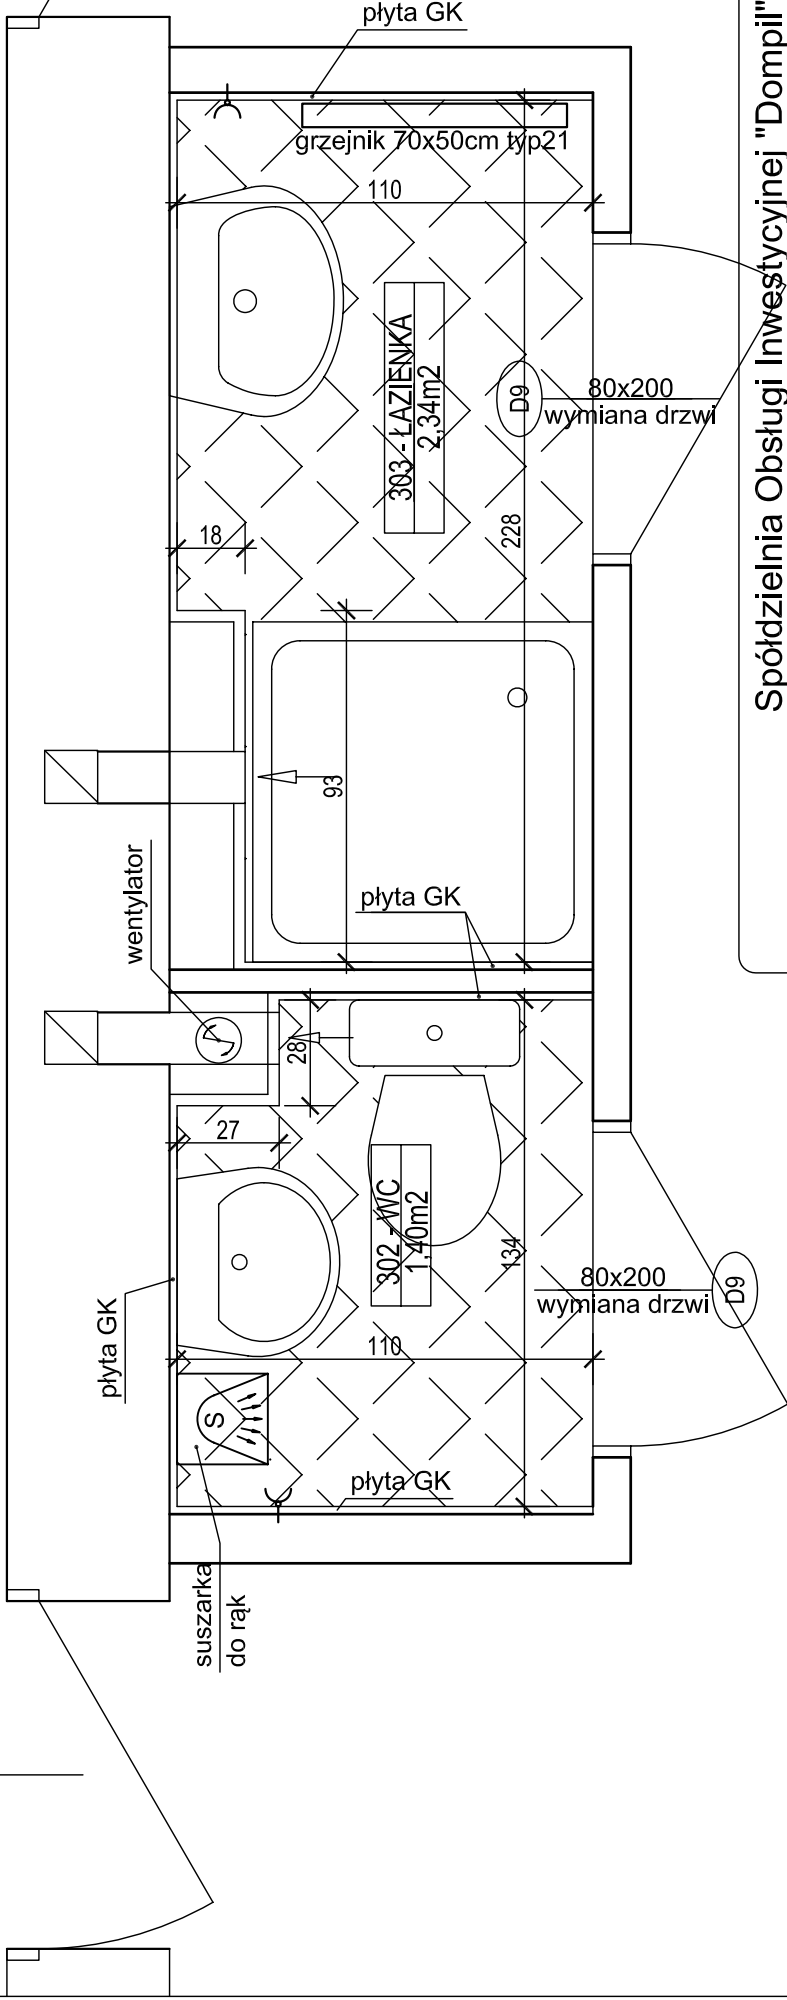 płyta GK
grzejnik 70x50cm typ21
110
303 - ŁAZIENKA
2,34m2
D9
80x200
wymiana drzwi
18
228
93
wentylator
płyta GK
28
27
302 - WC
1,40m2
134
80x200
wymiana drzwi
D9
płyta GK
110
S
płyta GK
suszarka
do rąk
Spółdzielnia Obsługi Inwestycyjnej "Dompil"